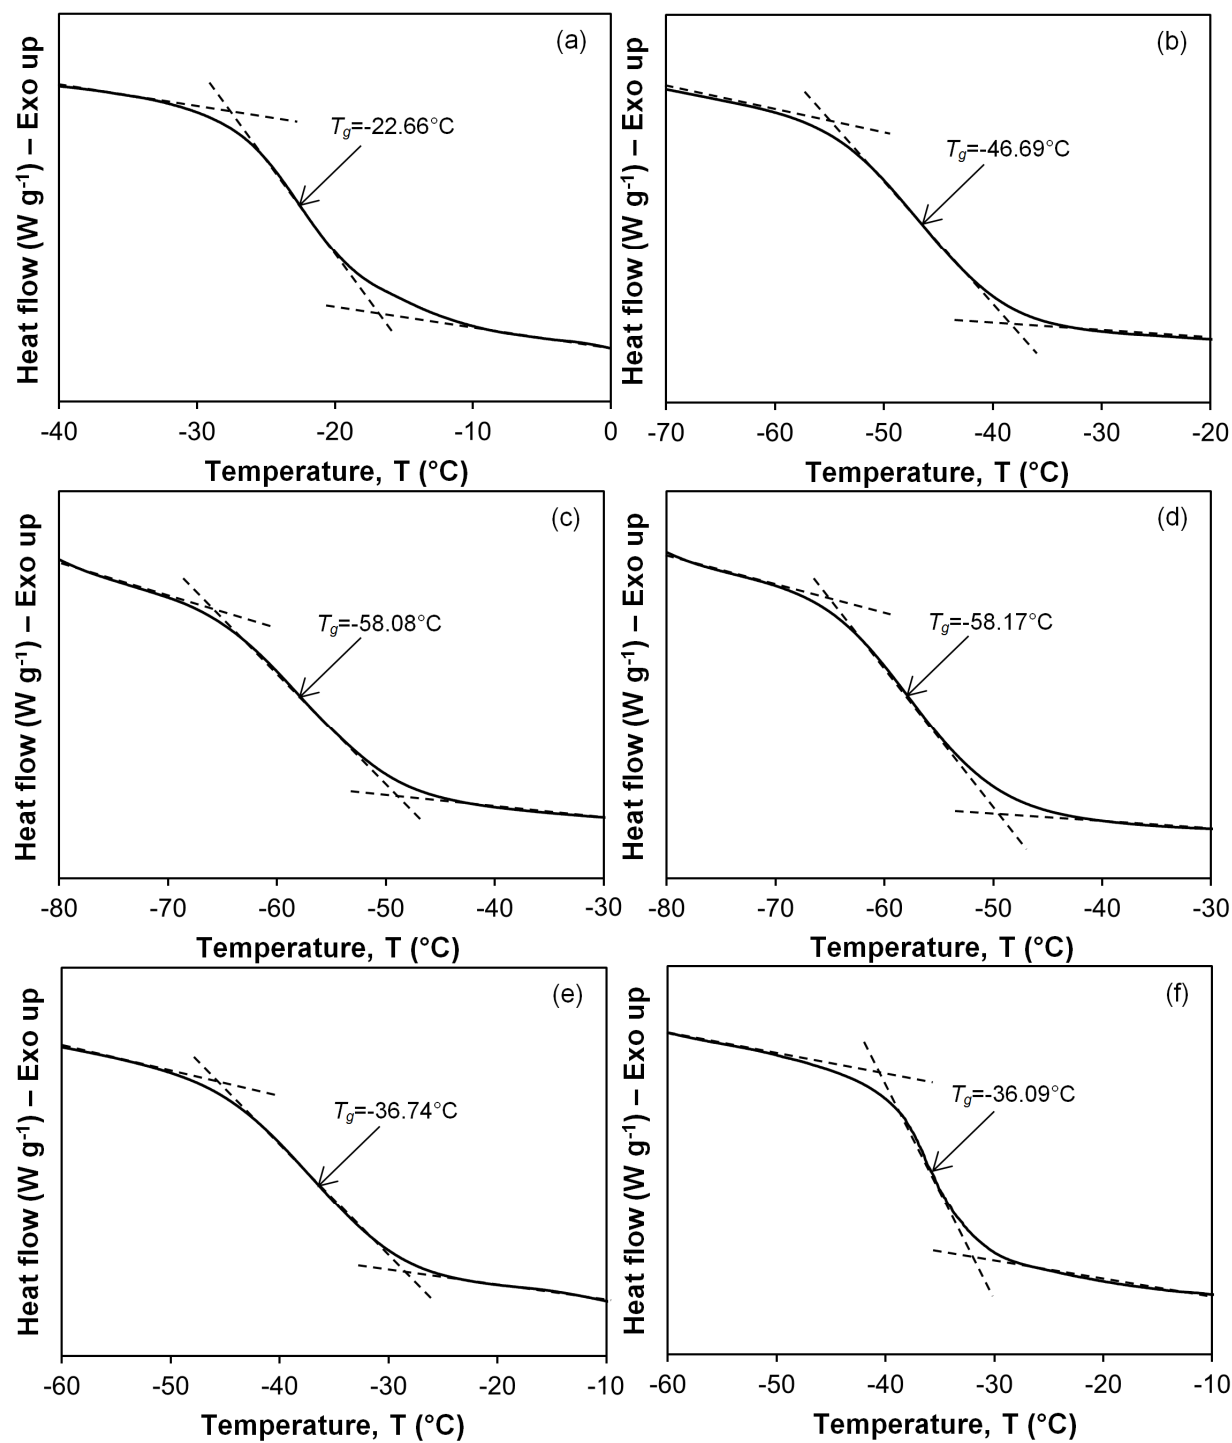 Heat flow (W g⁻¹) – Exo up
(a)
Tg=-22.66°C
-40 -30 -20 -10 0
Temperature, T (°C)
Heat flow (W g⁻¹) – Exo up
(b)
Tg=-46.69°C
-70 -60 -50 -40 -30 -20
Temperature, T (°C)
Heat flow (W g⁻¹) – Exo up
(c)
Tg=-58.08°C
-80 -70 -60 -50 -40 -30
Temperature, T (°C)
Heat flow (W g⁻¹) – Exo up
(d)
Tg=-58.17°C
-80 -70 -60 -50 -40 -30
Temperature, T (°C)
Heat flow (W g⁻¹) – Exo up
(e)
Tg=-36.74°C
-60 -50 -40 -30 -20 -10
Temperature, T (°C)
Heat flow (W g⁻¹) – Exo up
(f)
Tg=-36.09°C
-60 -50 -40 -30 -20 -10
Temperature, T (°C)